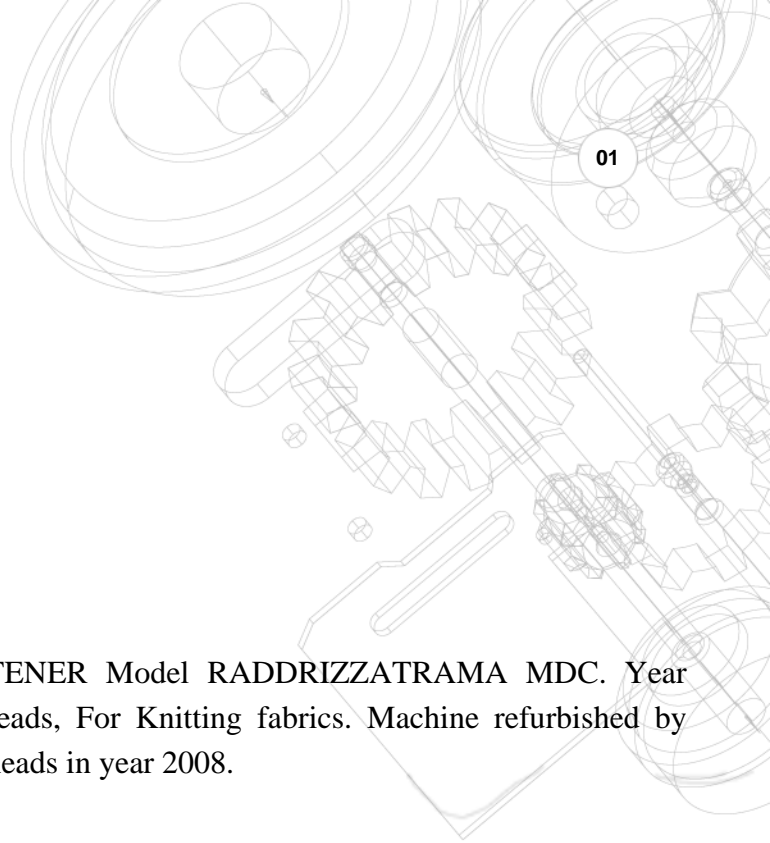 01
TENER Model RADDRIZZATRAMA MDC. Year
eads, For Knitting fabrics. Machine refurbished by
eads in year 2008.